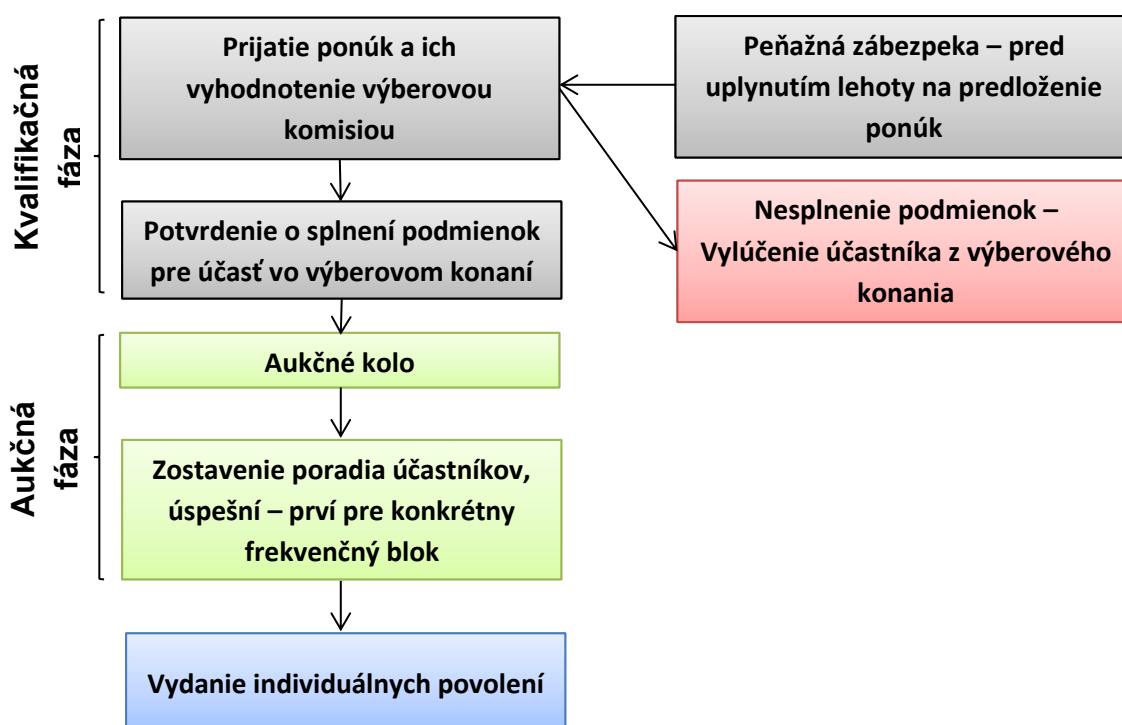 Kvalifikačná
fáza
Prijatie ponúk a ich
vyhodnotenie výberovou
komisiou
Peňažná zábezpeka – pred
uplynutím lehoty na predloženie
ponúk
Potvrdenie o splnení podmienok
pre účasť vo výberovom konaní
Nesplnenie podmienok –
Vylúčenie účastníka z výberového
konania
Aukčná
fáza
Aukčné kolo
Zostavenie poradia účastníkov,
úspešní – prví pre konkrétny
frekvenčný blok
Vydanie individuálnych povolení